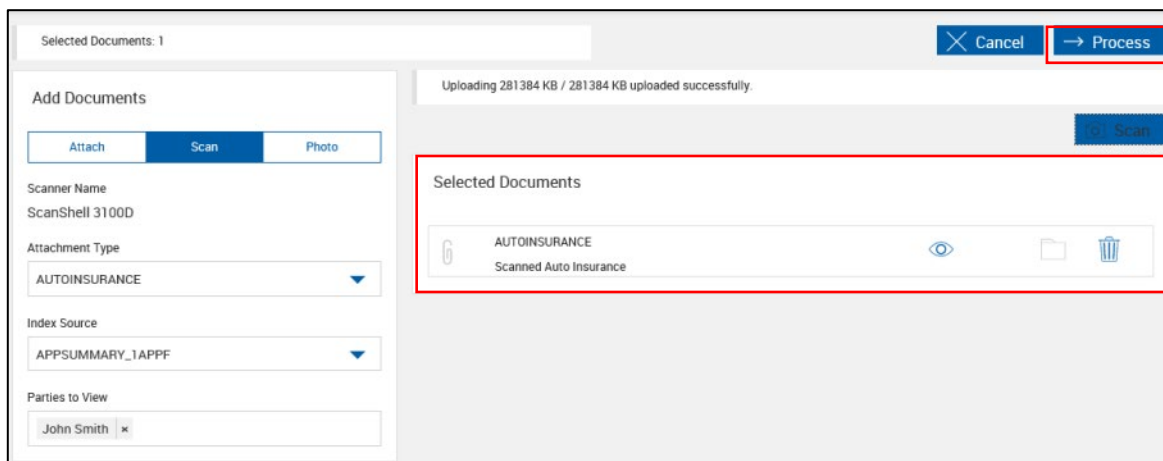 Selected Documents: 1
Cancel
Process
Add Documents
Uploading 281384 KB / 281384 KB uploaded successfully.
Attach
Scan
Photo
Scan
Scanner Name
ScanShell 3100D
Selected Documents
Attachment Type
AUTOINSURANCE
AUTOINSURANCE
Scanned Auto Insurance
Index Source
APPSUMMARY_1APPF
Parties to View
John Smith ×